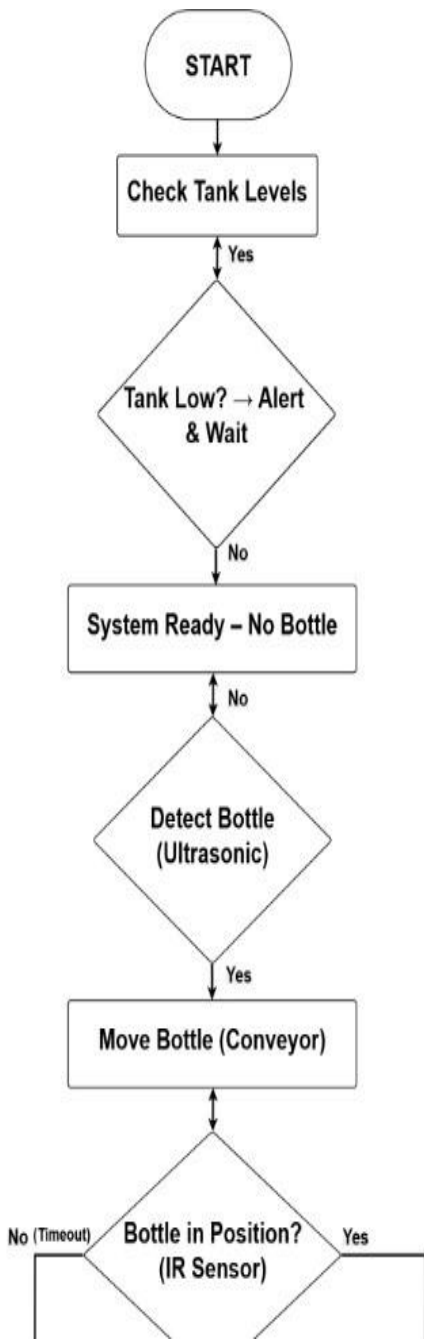 START
Check Tank Levels
Yes
Tank Low? → Alert
& Wait
No
System Ready – No Bottle
No
Detect Bottle
(Ultrasonic)
Yes
Move Bottle (Conveyor)
No (Timeout)
Bottle in Position?
Yes
(IR Sensor)